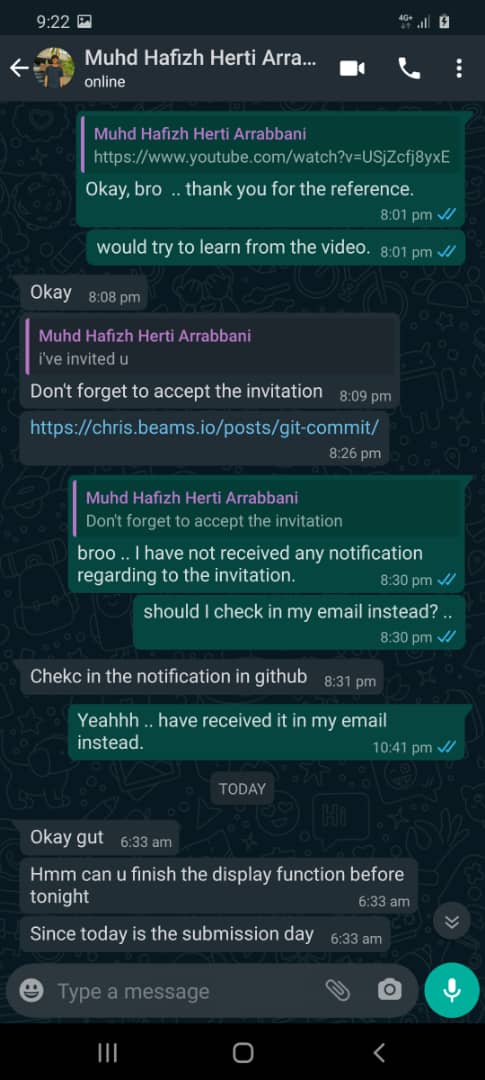 9:22
4G+
Muhd Hafizh Herti Arra...
online
Muhd Hafizh Herti Arrabbani
https://www.youtube.com/watch?v=USjZcfj8yxE
Okay, bro .. thank you for the reference.
8:01 pm
would try to learn from the video. 8:01 pm
Okay 8:08 pm
Muhd Hafizh Herti Arrabbani
i've invited u
Don't forget to accept the invitation 8:09 pm
https://chris.beams.io/posts/git-commit/
8:26 pm
Muhd Hafizh Herti Arrabbani
Don't forget to accept the invitation
broo .. I have not received any notification
regarding to the invitation. 8:30 pm
should I check in my email instead? ..
8:30 pm
Chekc in the notification in github 8:31 pm
Yeahhh .. have received it in my email
instead. 10:41 pm
TODAY
Okay gut 6:33 am
Hmm can u finish the display function before
tonight 6:33 am
Since today is the submission day 6:33 am
Type a message